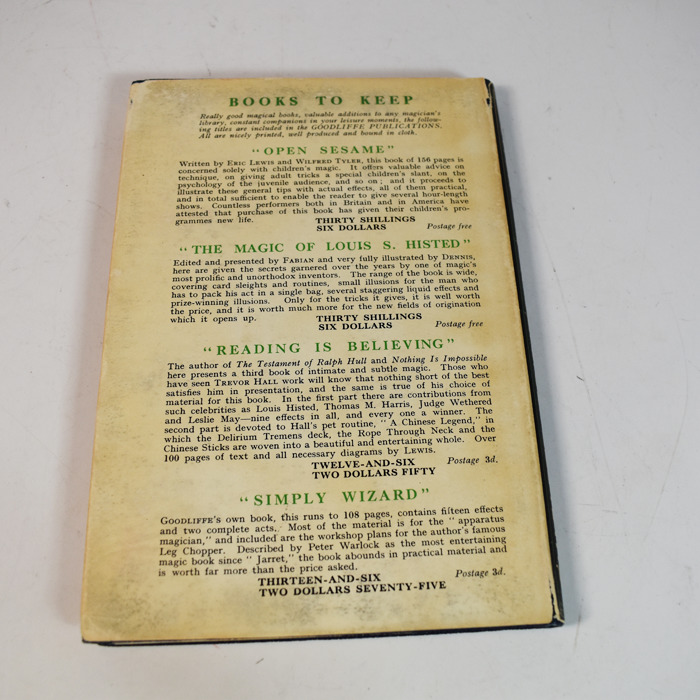 BOOKS TO KEEP
Really good magical books, valuable additions to any magician's
library, constant companions in your leisure moments, the follow-
ing titles are included in the GOODLIFFE PUBLICATIONS.
All are nicely printed, well produced and bound in cloth.
"OPEN SESAME"
Written by ERIC LEWIS and WILFRED TYLER, this book of 156 pages is
concerned solely with children's magic. It offers valuable advice on
technique, on giving adult tricks a special children's slant, on the
psychology of the juvenile audience, and so on; and it proceeds to
illustrate these general tips with actual effects, all of them, practical,
and in total sufficient to enable the reader to give several hour-length
shows. Countless performers both in Britain and in America have
attested that purchase of this book has given their children's pro-
grammes new life.
THIRTY SHILLINGS
SIX DOLLARS Postage free
"THE MAGIC OF LOUIS S. HISTED"
Edited and presented by FABIAN and very fully illustrated by DENNIS,
here are given the secrets garnered over the years by one of magic's
most prolific and unorthodox inventors. The range of the book is wide,
covering card sleights and routines, small illusions for the man who
has to pack his act in a single bag, several staggering liquid effects and
prize-winning illusions. Only for the tricks it gives, it is well worth
the price, and it is worth much more for the new fields of origination
which it opens up.
THIRTY SHILLINGS
SIX DOLLARS Postage free
"READING IS BELIEVING"
The author of The Testament of Ralph Hull and Nothing Is Impossible
here presents a third book of intimate and subtle magic. Those who
have seen TREVOR HALL work will know that nothing short of the best
satisfies him in presentation, and the same is true of his choice of
material for this book. In the first part there are contributions from
such celebrities as Louis Histed, Thomas M. Harris, Judge Wethered
and Leslie May—nine effects in all, and every one a winner. The
second part is devoted to Hall's pet routine, "A Chinese Legend," in
which the Delirium Tremens deck, the Rope Through Neck and the
Chinese Sticks are woven into a beautiful and entertaining whole. Over
100 pages of text and all necessary diagrams by LEWIS.
TWELVE-AND-SIX Postage 3d.
TWO DOLLARS FIFTY
"SIMPLY WIZARD"
GOODLIFFE'S own book, this runs to 108 pages, contains fifteen effects
and two complete acts. Most of the material is for the "apparatus
magician," and included are the workshop plans for the author's famous
Leg Chopper. Described by Peter Warlock as the most entertaining
magic book since "Jarret," the book abounds in practical material and
is worth far more than the price asked.
THIRTEEN-AND-SIX Postage 3d.
TWO DOLLARS SEVENTY-FIVE